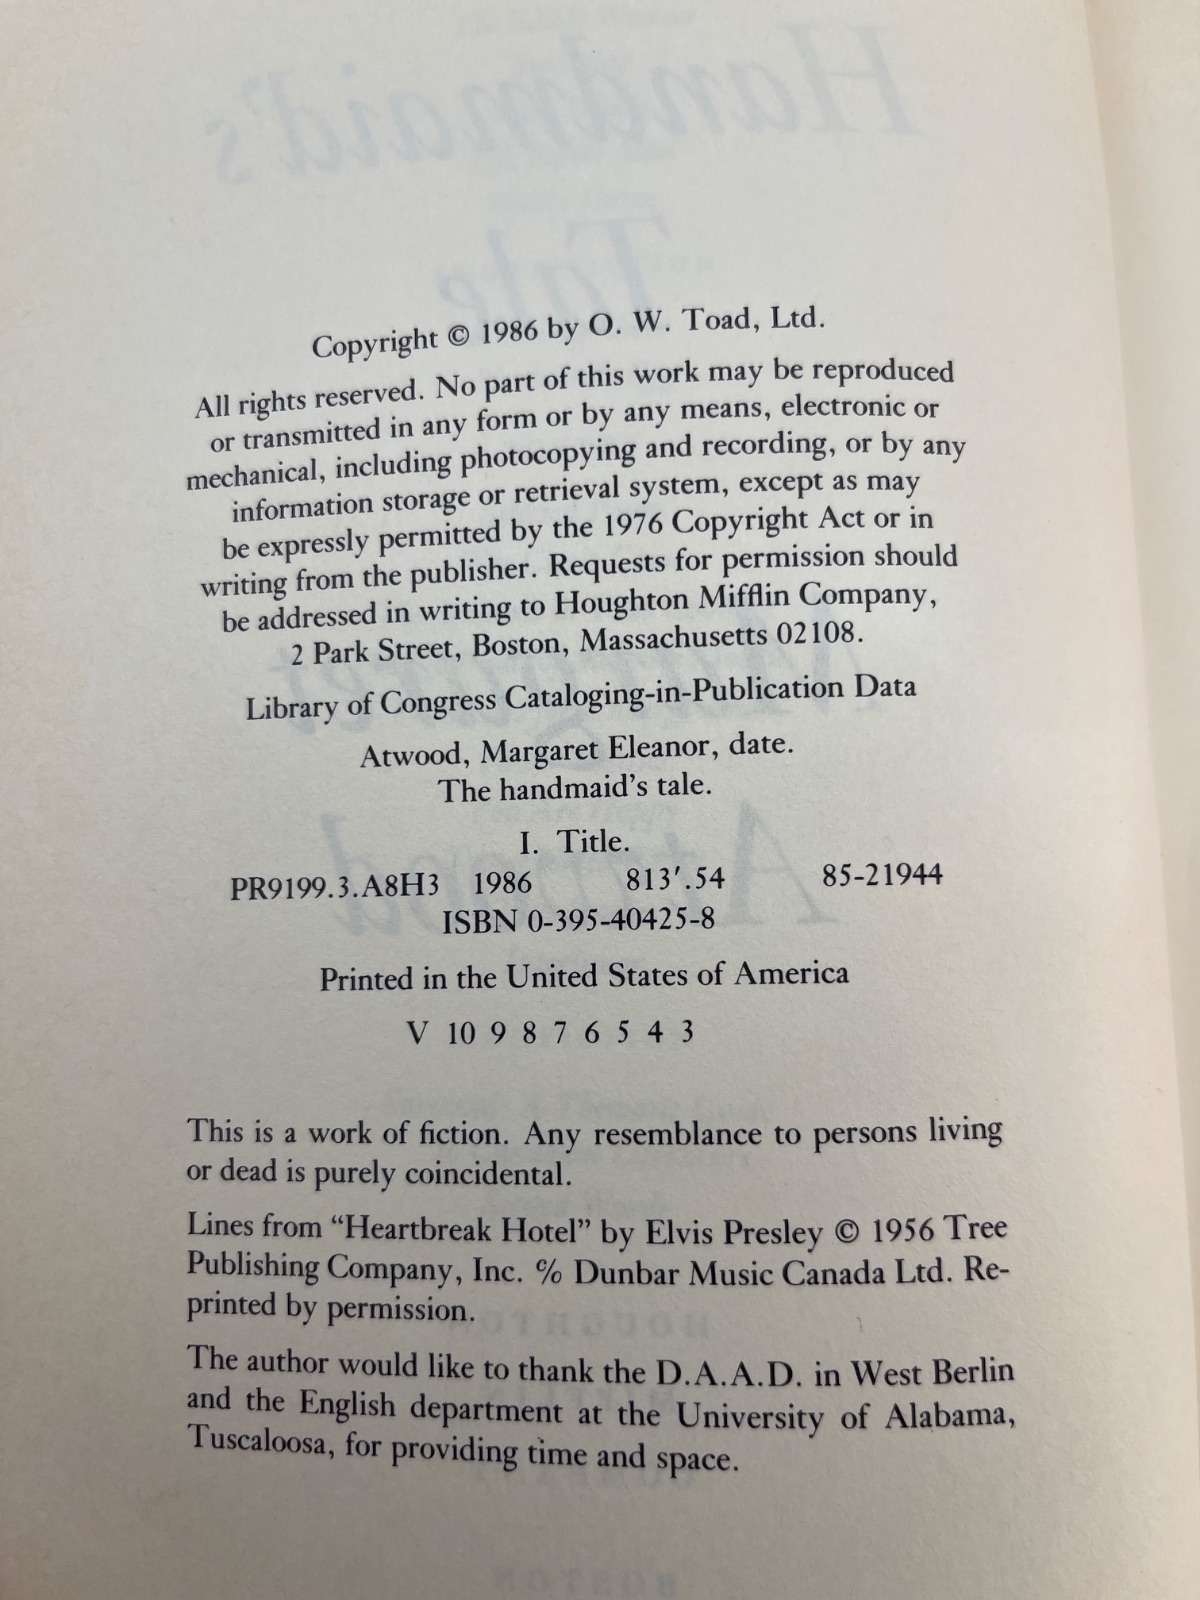 Copyright © 1986 by O. W. Toad, Ltd.
All rights reserved. No part of this work may be reproduced
or transmitted in any form or by any means, electronic or
mechanical, including photocopying and recording, or by any
information storage or retrieval system, except as may
be expressly permitted by the 1976 Copyright Act or in
writing from the publisher. Requests for permission should
be addressed in writing to Houghton Mifflin Company,
2 Park Street, Boston, Massachusetts 02108.
Library of Congress Cataloging-in-Publication Data
Atwood, Margaret Eleanor, date.
The handmaid's tale.
I. Title.
PR9199.3.A8H3 1986 813′.54 85-21944
ISBN 0-395-40425-8
Printed in the United States of America
V 10 9 8 7 6 5 4 3
This is a work of fiction. Any resemblance to persons living
or dead is purely coincidental.
Lines from “Heartbreak Hotel” by Elvis Presley © 1956 Tree
Publishing Company, Inc. ℅ Dunbar Music Canada Ltd. Re-
printed by permission.
The author would like to thank the D.A.A.D. in West Berlin
and the English department at the University of Alabama,
Tuscaloosa, for providing time and space.